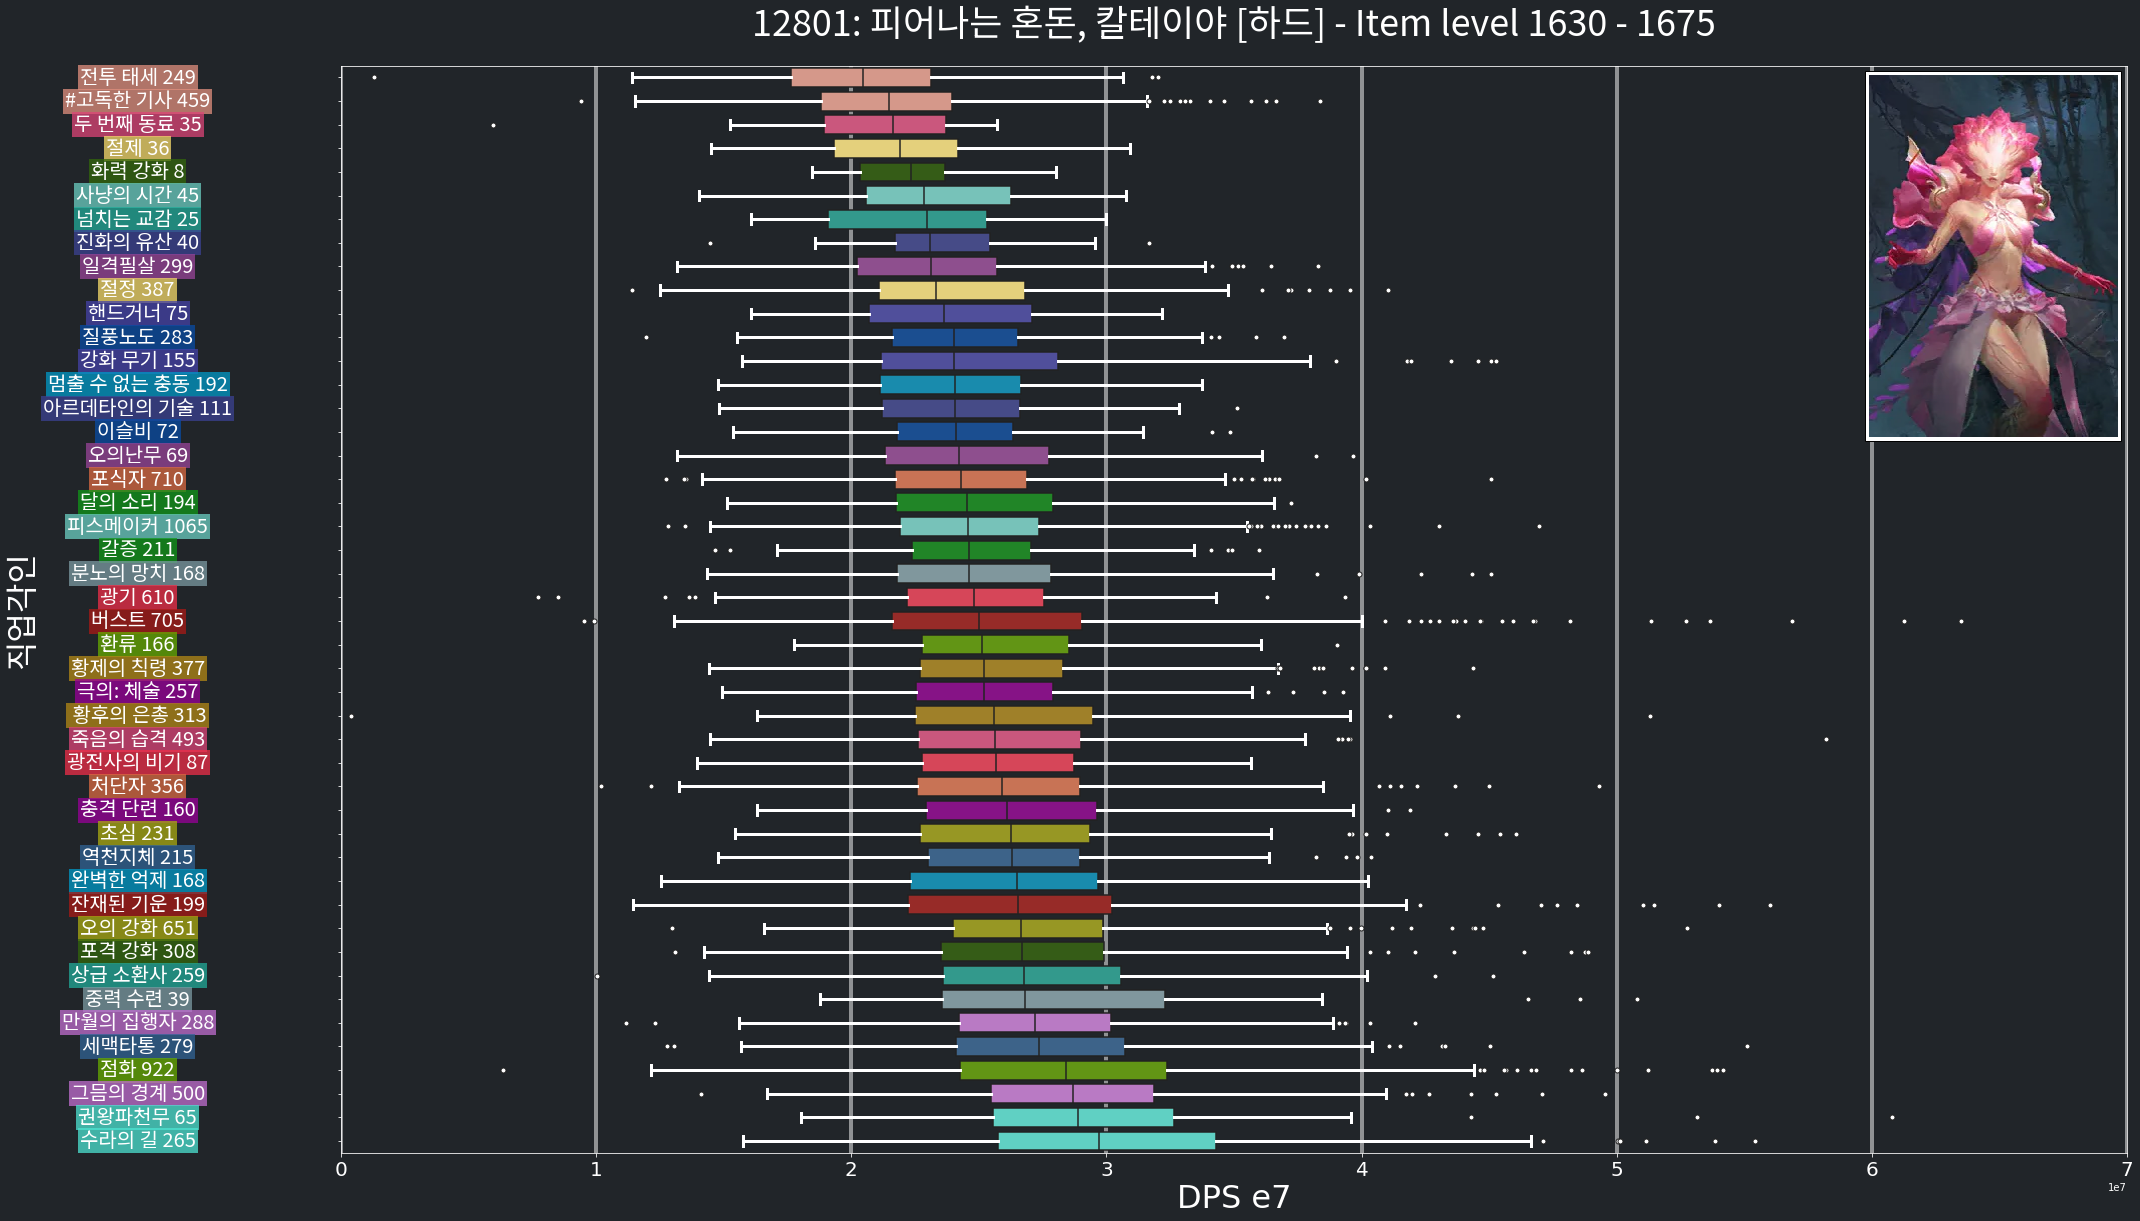 12801: 피어나는 혼돈, 칼테이야 [하드] - Item level 1630 - 1675
직업각인
전투 태세 249
#고독한 기사 459
두 번째 동료 35
절제 36
화력 강화 8
사냥의 시간 45
넘치는 교감 25
진화의 유산 40
일격필살 299
절정 387
핸드거너 75
질풍노도 283
강화 무기 155
멈출 수 없는 충동 192
아르데타인의 기술 111
이슬비 72
오의난무 69
포식자 710
달의 소리 194
피스메이커 1065
갈증 211
분노의 망치 168
광기 610
버스트 705
환류 166
황제의 칙령 377
극의: 체술 257
황후의 은총 313
죽음의 습격 493
광전사의 비기 87
처단자 356
충격 단련 160
초심 231
역천지체 215
완벽한 억제 168
잔재된 기운 199
오의 강화 651
포격 강화 308
상급 소환사 259
중력 수련 39
만월의 집행자 288
세맥타통 279
점화 922
그믐의 경계 500
권왕파천무 65
수라의 길 265
0 1 2 3 4 5 6 7
1e7
DPS e7